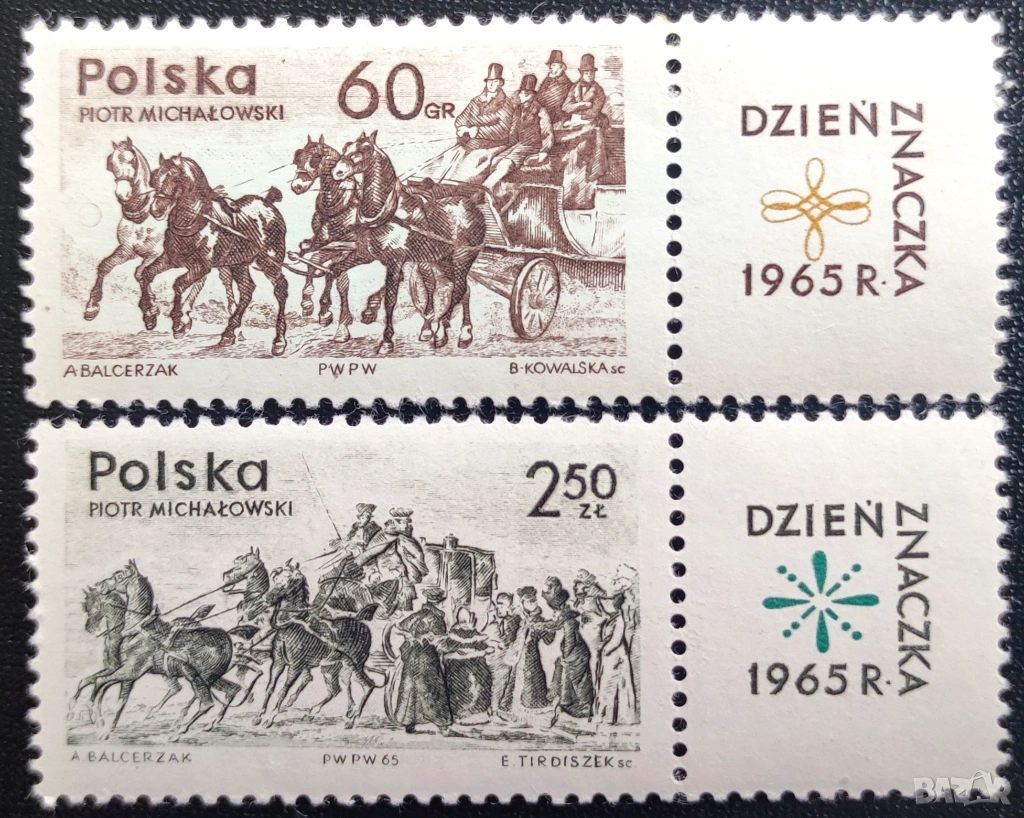 Polska
PIOTR MICHAŁOWSKI
60 GR
A BALCERZAK
PWPW
B·KOWALSKA sc
DZIEŃ
ZNACZKA
1965 R·
Polska
PIOTR MICHAŁOWSKI
2 50 ZŁ
A. BALCERZAK
PWPW 65
E. TIRDISZEK sc.
DZIEŃ
ZNACZKA
1965 R·
BAZAR